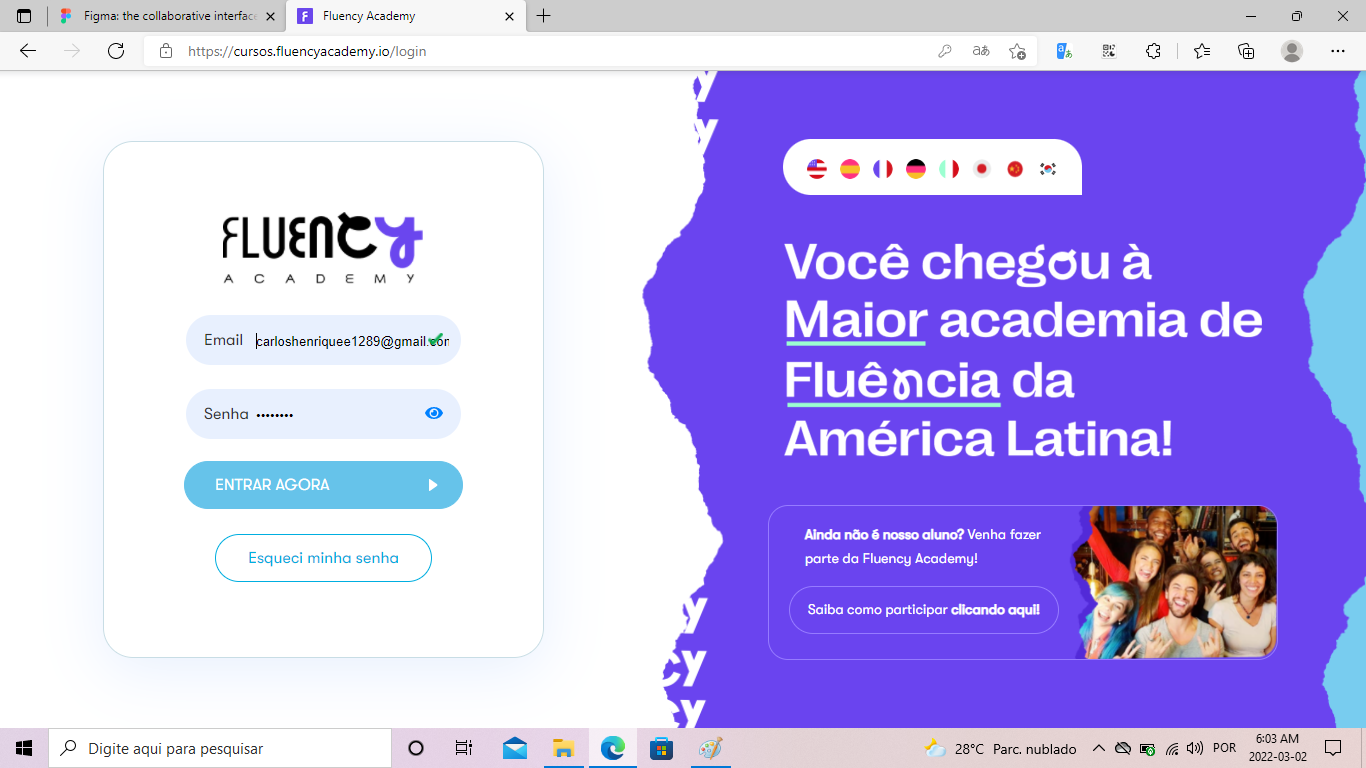 Figma: the collaborative interface
Fluency Academy
https://cursos.fluencyacademy.io/login
FLUENCY
ACADEMY
Email carloshenriquee1289@gmail.com
Senha ••••••••
ENTRAR AGORA
Esqueci minha senha
Você chegou à
Maior academia de
Fluência da
América Latina!
Ainda não é nosso aluno? Venha fazer
parte da Fluency Academy!
Saiba como participar clicando aqui!
y
y
y
cy
cy
Digite aqui para pesquisar
28°C Parc. nublado
POR
6:03 AM
2022-03-02